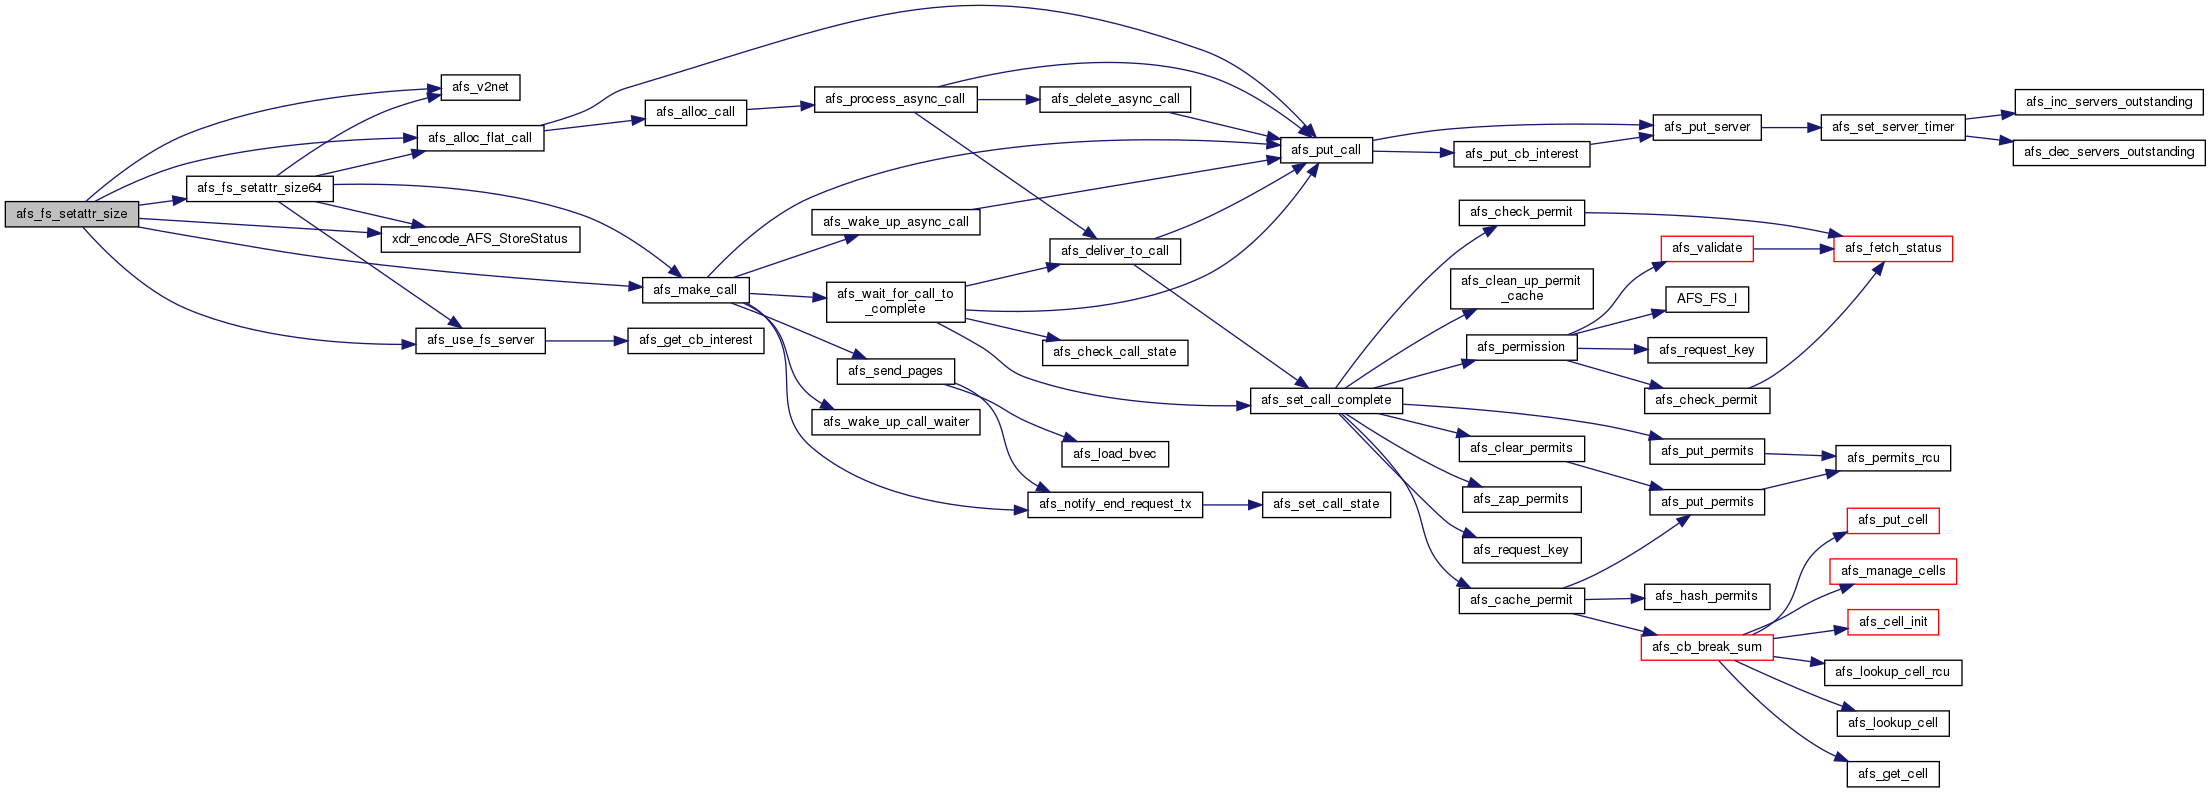 afs_fs_setattr_size
afs_v2net
afs_alloc_flat_call
afs_fs_setattr_size64
xdr_encode_AFS_StoreStatus
afs_use_fs_server
afs_alloc_call
afs_make_call
afs_get_cb_interest
afs_process_async_call
afs_wake_up_async_call
afs_wait_for_call_to
_complete
afs_send_pages
afs_wake_up_call_waiter
afs_delete_async_call
afs_deliver_to_call
afs_check_call_state
afs_load_bvec
afs_notify_end_request_tx
afs_put_call
afs_set_call_complete
afs_set_call_state
afs_put_cb_interest
afs_check_permit
afs_clean_up_permit
_cache
afs_permission
afs_clear_permits
afs_zap_permits
afs_request_key
afs_cache_permit
afs_put_server
afs_validate
AFS_FS_I
afs_request_key
afs_check_permit
afs_put_permits
afs_put_permits
afs_hash_permits
afs_cb_break_sum
afs_set_server_timer
afs_fetch_status
afs_permits_rcu
afs_put_cell
afs_manage_cells
afs_cell_init
afs_lookup_cell_rcu
afs_lookup_cell
afs_get_cell
afs_inc_servers_outstanding
afs_dec_servers_outstanding